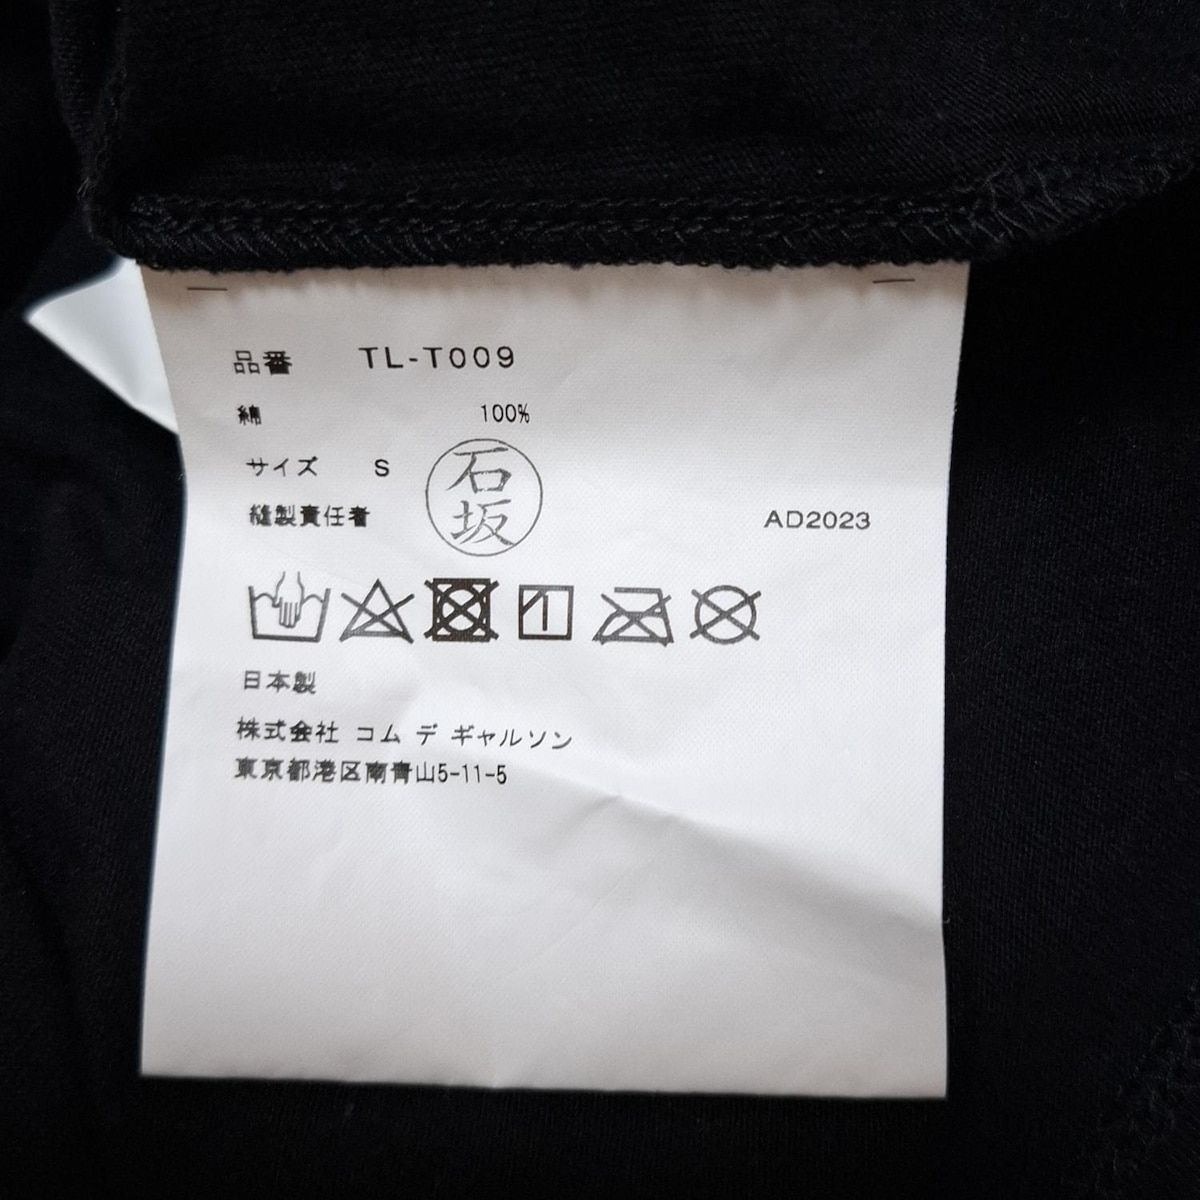 品番 TL-T009
綿 100%
サイズ S
縫製責任者 石坂 AD2023
日本製
株式会社 コム デ ギャルソン
東京都港区南青山5-11-5